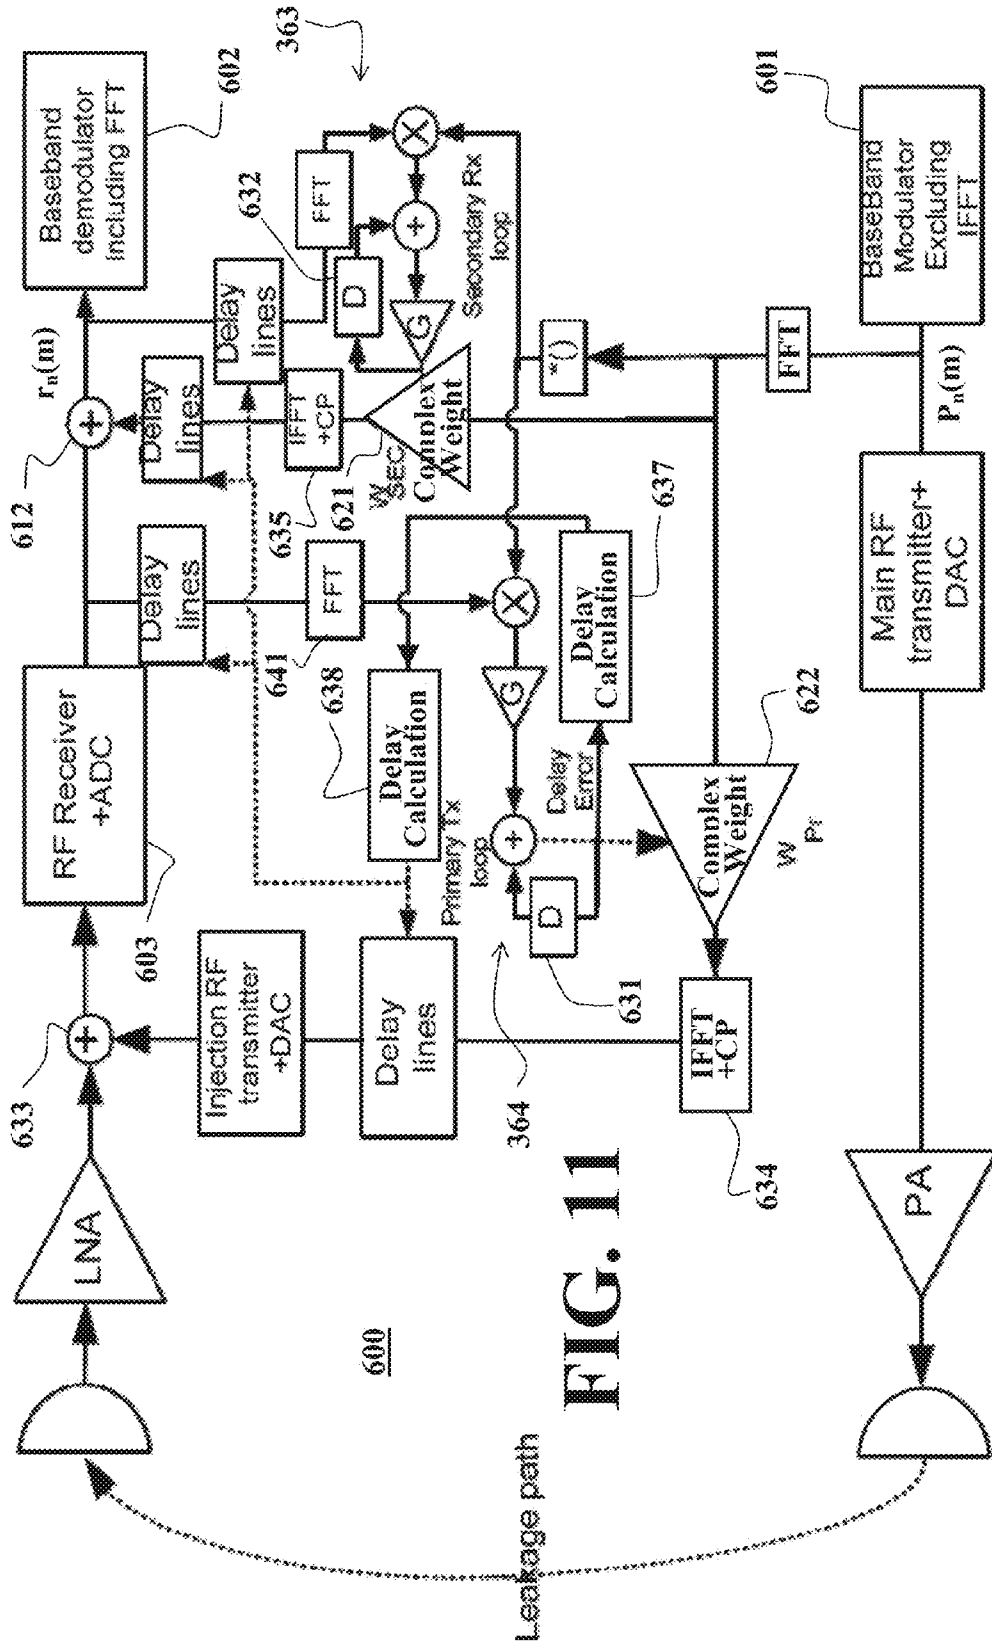 363
602
Baseband
demodulator
including FFT
rn(m)
612
RF Receiver
+ADC
603
633
LNA
Delay
lines
Delay
lines
Delay
lines
FFT
632
D
G
Secondary Rx
loop
IFFT
+CP
635
621
W SEC
Complex
Weight
FFT
641
638
Delay
Calculation
637
Delay
Calculation
G
Primary Tx
loop
Delay
Error
D
631
364
Injection RF
transmitter
+DAC
Delay
lines
622
Complex
Weight
W Pr
IFFT
+CP
634
*()
FFT
601
BaseBand
Modulator
Excluding
IFFT
Pn(m)
Main RF
transmitter+
DAC
PA
600
FIG. 11
Leakage path